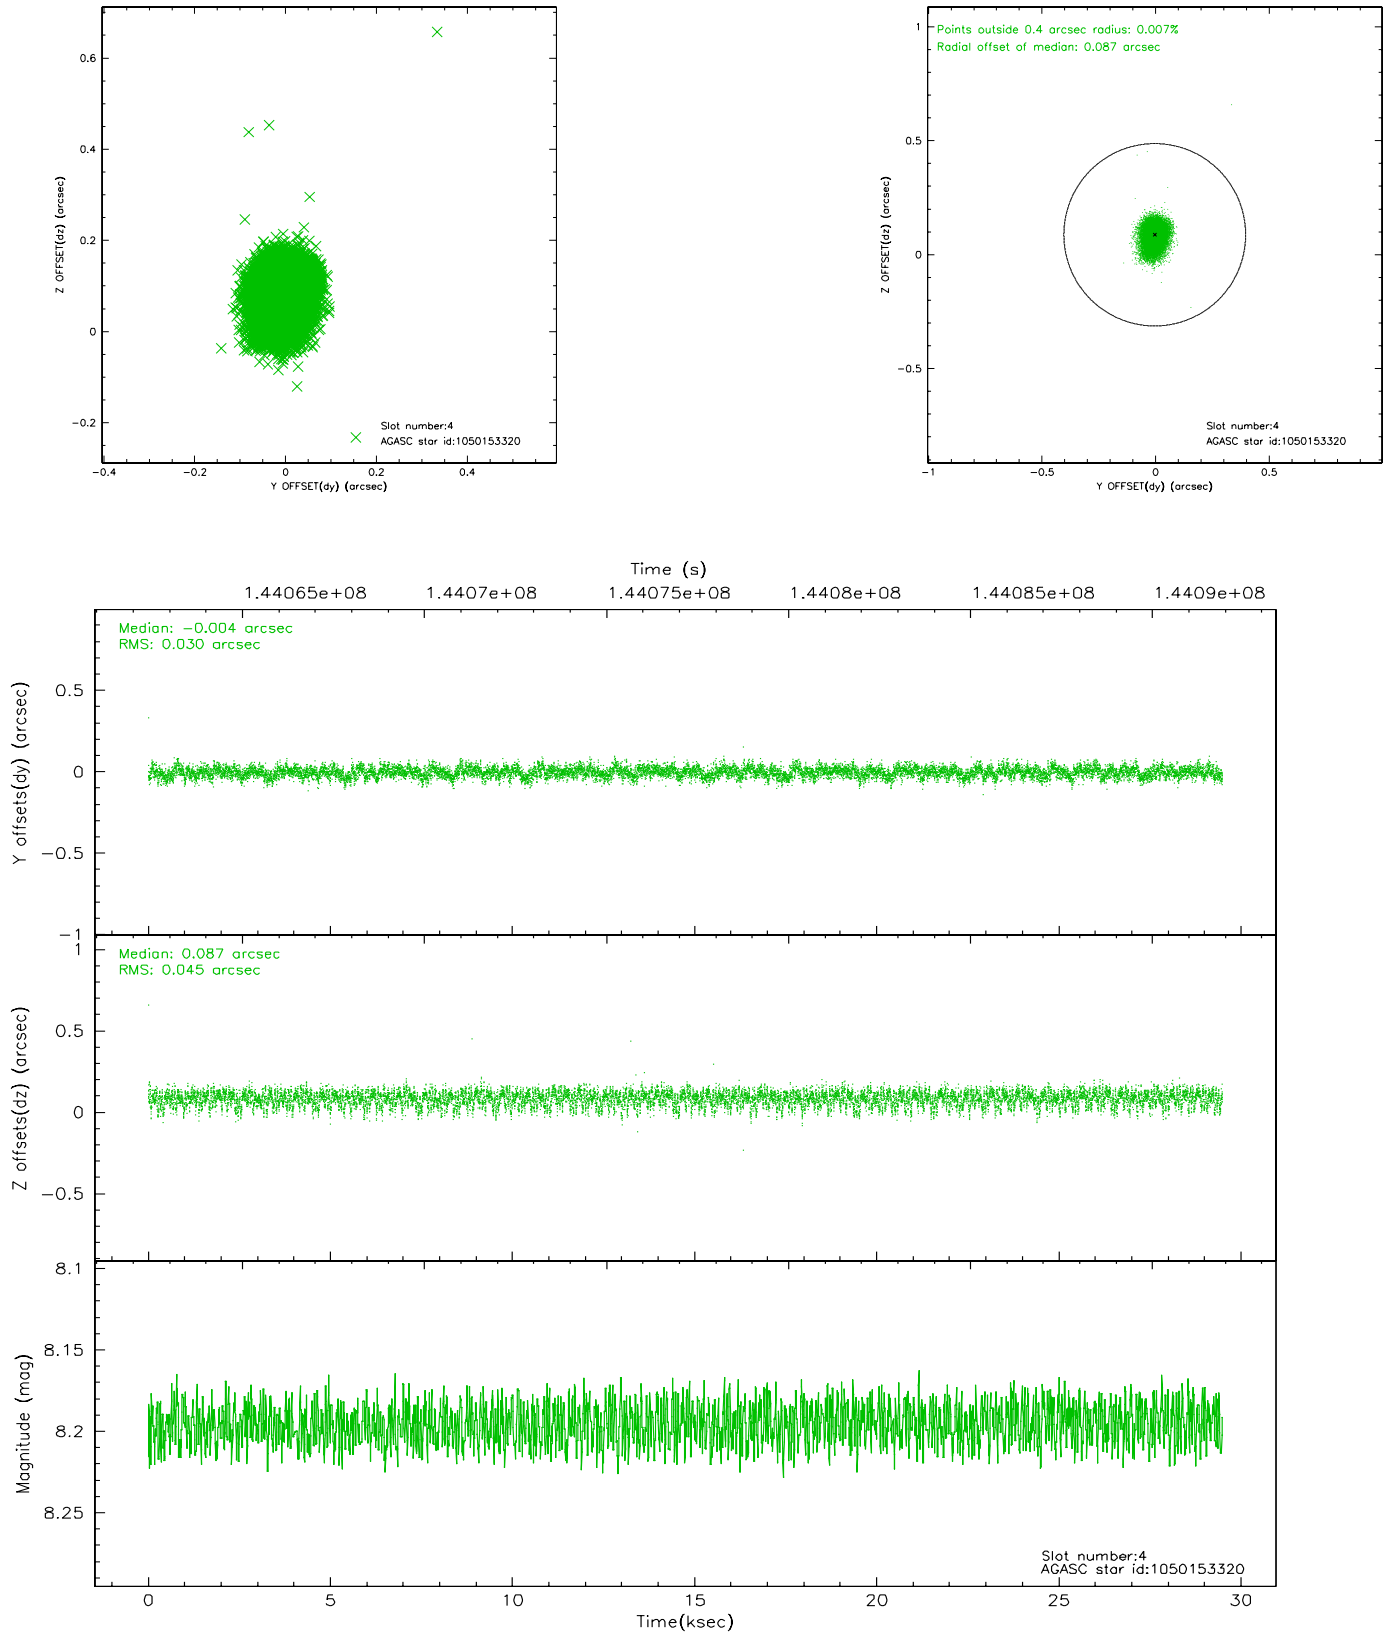 0.6
0.4
0.2
0
−0.2
Z OFFSET(dz) (arcsec)
Slot number:4
AGASC star id:1050153320
−0.4 −0.2 0 0.2 0.4
Y OFFSET(dy) (arcsec)
Points outside 0.4 arcsec radius: 0.007%
Radial offset of median: 0.087 arcsec
1
0.5
0
−0.5
Z OFFSET(dz) (arcsec)
Slot number:4
AGASC star id:1050153320
−1 −0.5 0 0.5
Y OFFSET(dy) (arcsec)
Time (s)
1.44065e+08 1.4407e+08 1.44075e+08 1.4408e+08 1.44085e+08 1.4409e+08
Median: −0.004 arcsec
RMS: 0.030 arcsec
0.5
0
−0.5
−1
Y offsets(dy) (arcsec)
Median: 0.087 arcsec
RMS: 0.045 arcsec
1
0.5
0
−0.5
Z offsets(dz) (arcsec)
8.1
8.15
8.2
8.25
Magnitude (mag)
Slot number:4
AGASC star id:1050153320
0 5 10 15 20 25 30
Time(ksec)